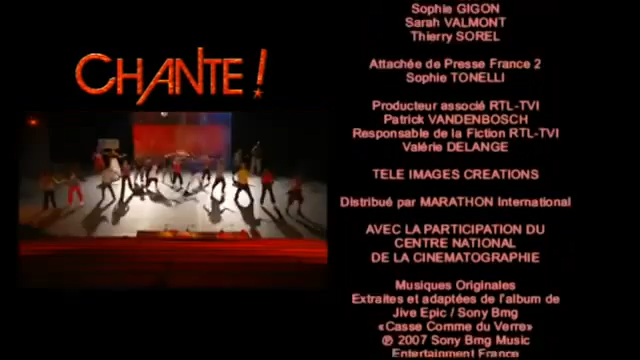 CHANTE !
Sophie GIGON
Sarah VALMONT
Thierry SOREL
Attachée de Presse France 2
Sophie TONELLI
Producteur associé RTL-TVI
Patrick VANDENBOSCH
Responsable de la Fiction RTL-TVI
Valérie DELANGE
TELE IMAGES CREATIONS
Distribué par MARATHON International
AVEC LA PARTICIPATION DU
CENTRE NATIONAL
DE LA CINEMATOGRAPHIE
Musiques Originales
Extraites et adaptées de l'album de
Jive Epic / Sony Bmg
«Casse Comme du Verre»
℗ 2007 Sony Bmg Music
Entertainment France